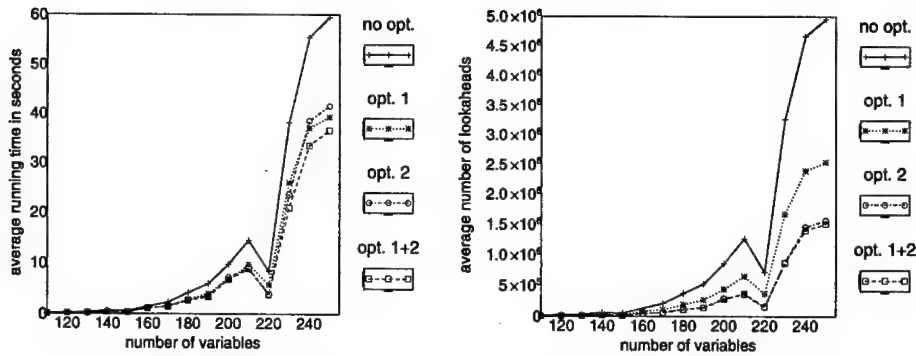 average running time in seconds
60
50
40
30
20
10
0
120 140 160 180 200 220 240
number of variables
no opt.
opt. 1
opt. 2
opt. 1+2
average number of lookaheads
5.0×10⁶
4.5×10⁶
4.0×10⁶
3.5×10⁶
3.0×10⁶
2.5×10⁶
2.0×10⁶
1.5×10⁶
1.0×10⁶
5×10⁵
0
120 140 160 180 200 220 240
number of variables
no opt.
opt. 1
opt. 2
opt. 1+2